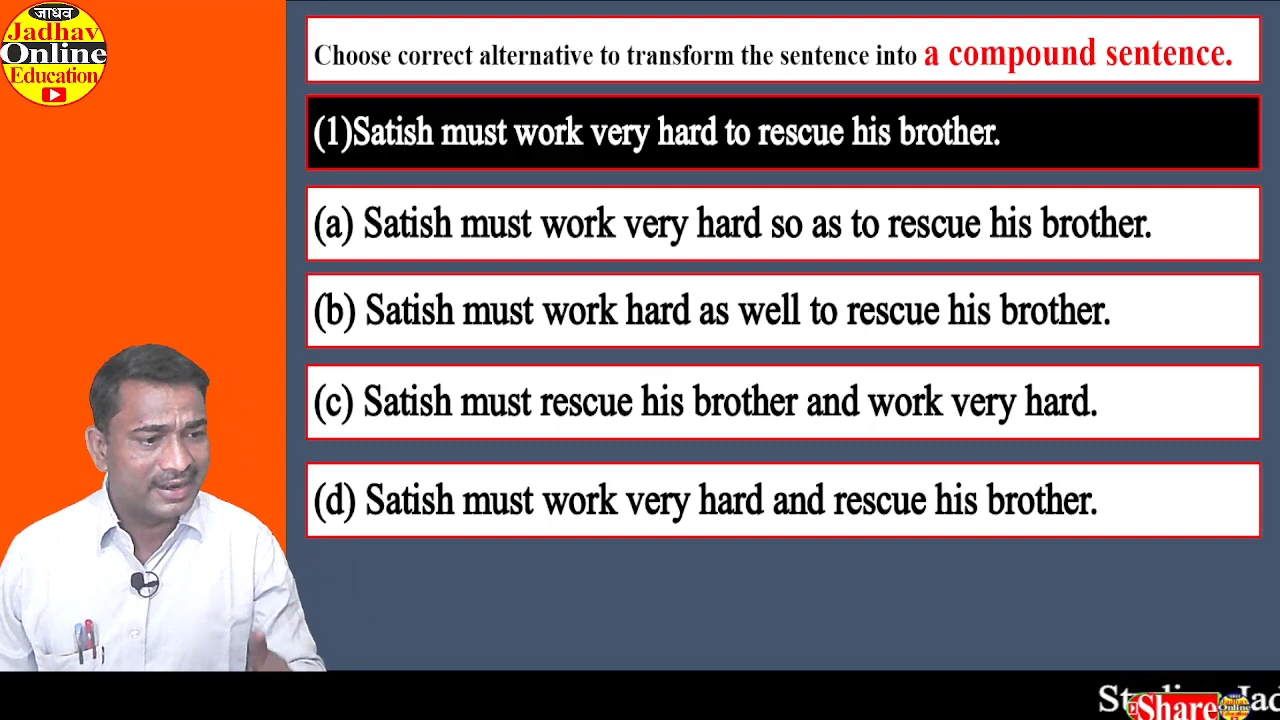 जाधव
Jadhav
Online
Education
Choose correct alternative to transform the sentence into a compound sentence.
(1)Satish must work very hard to rescue his brother.
(a) Satish must work very hard so as to rescue his brother.
(b) Satish must work hard as well to rescue his brother.
(c) Satish must rescue his brother and work very hard.
(d) Satish must work very hard and rescue his brother.
Share